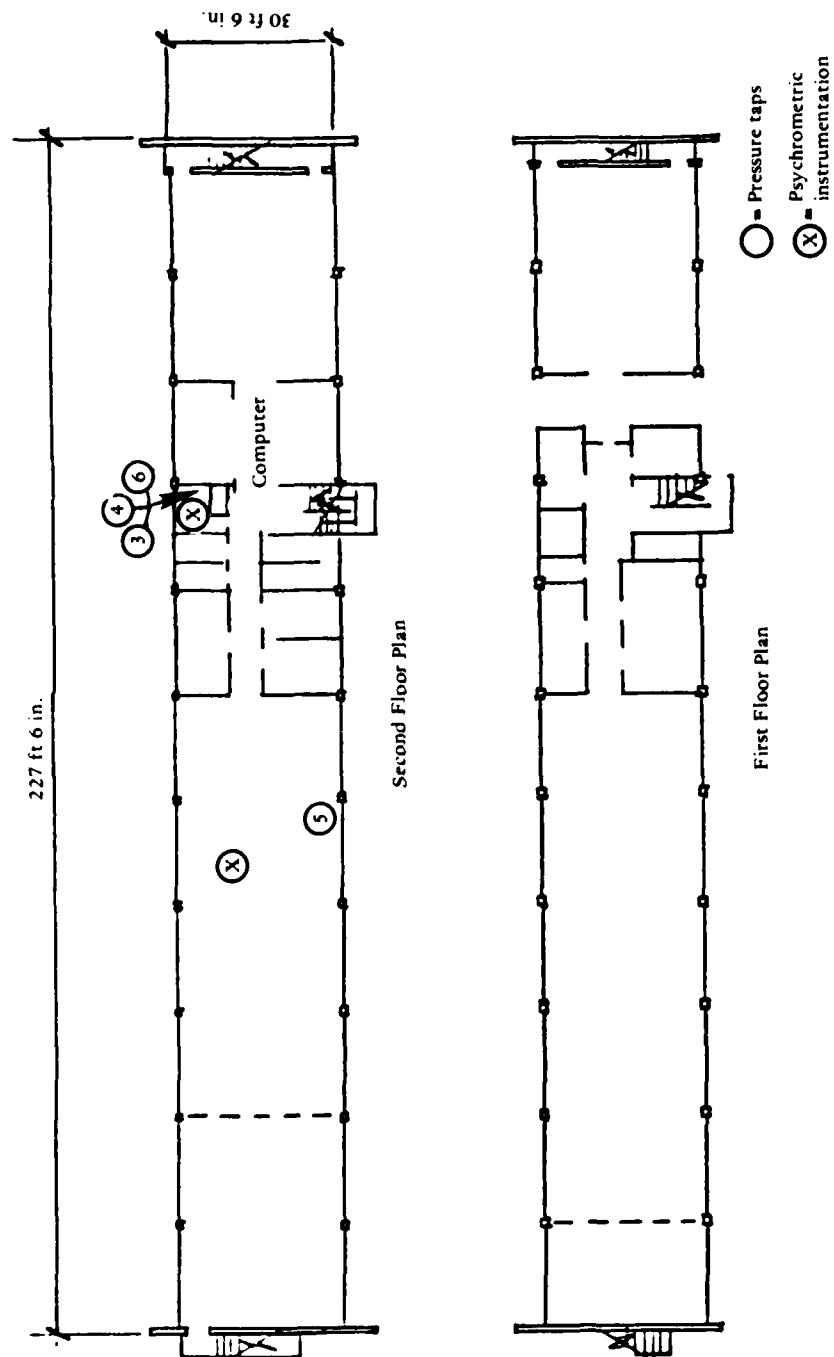 227 ft 6 in.
30 ft 6 in.
3
4
6
X
Computer
X
5
Second Floor Plan
First Floor Plan
= Pressure taps
X = Psychrometric
instrumentation